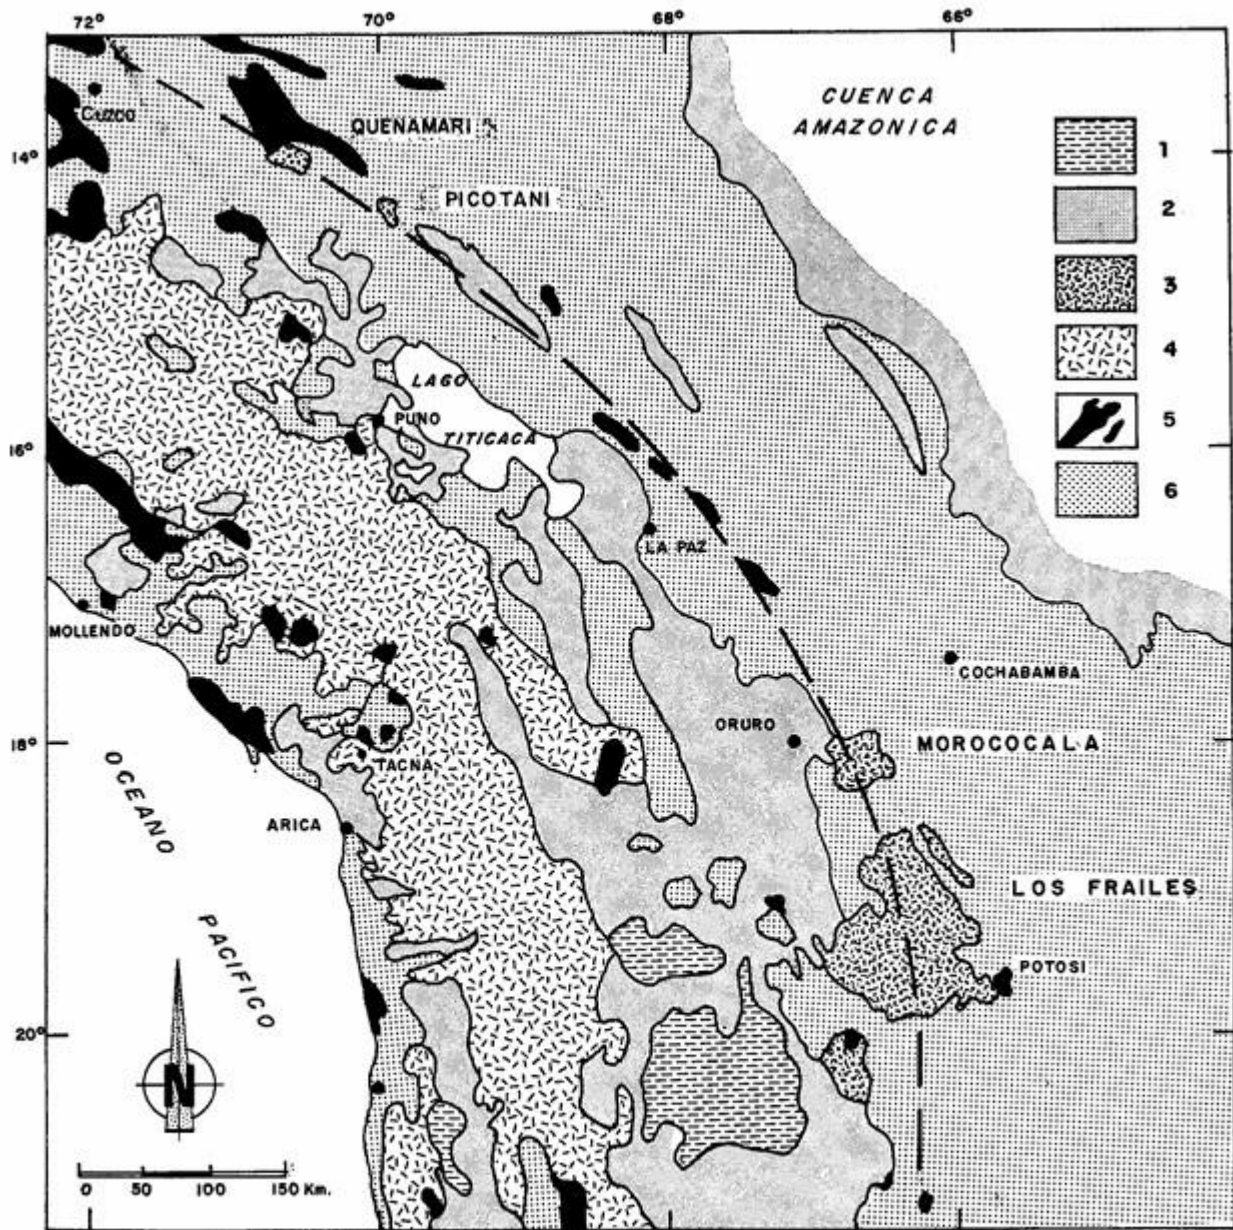 72°
70°
68°
66°
CUENCA
AMAZONICA
Cuzco
QUENAMARI
14°
1
PICOTANI
2
3
4
LAGO
PUNO
TITICACA
5
16°
6
LA PAZ
MOLLENDO
COCHABAMBA
ORURO
MOROCOCALA
18°
OCEANO
TACNA
ARICA
PACIFICO
LOS FRAILES
POTOSI
20°
N
0 50 100 150 Km.